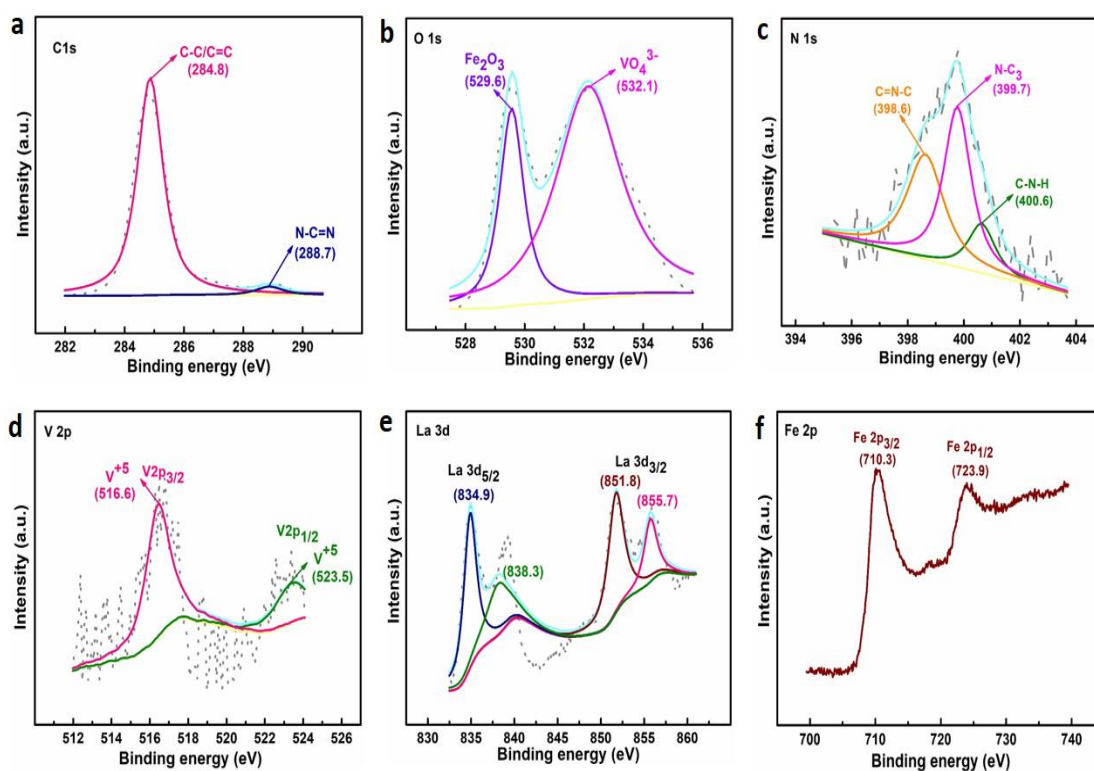 a
C1s
C-C/C=C
(284.8)
N-C=N
(288.7)
Intensity (a.u.)
282 284 286 288 290
Binding energy (eV)
b
O 1s
Fe2O3
(529.6)
VO4 3-
(532.1)
Intensity (a.u.)
528 530 532 534 536
Binding energy (eV)
c
N 1s
N-C3
(399.7)
C=N-C
(398.6)
C-N-H
(400.6)
Intensity (a.u.)
394 396 398 400 402 404
Binding energy (eV)
d
V 2p
V+5 V2p3/2
(516.6)
V2p1/2
V+5
(523.5)
Intensity (a.u.)
512 514 516 518 520 522 524 526
Binding energy (eV)
e
La 3d
La 3d5/2
(834.9)
La 3d3/2
(851.8)
(855.7)
(838.3)
Intensity (a.u.)
830 835 840 845 850 855 860
Binding energy (eV)
f
Fe 2p
Fe 2p3/2
(710.3)
Fe 2p1/2
(723.9)
Intensity (a.u.)
700 710 720 730 740
Binding energy (eV)